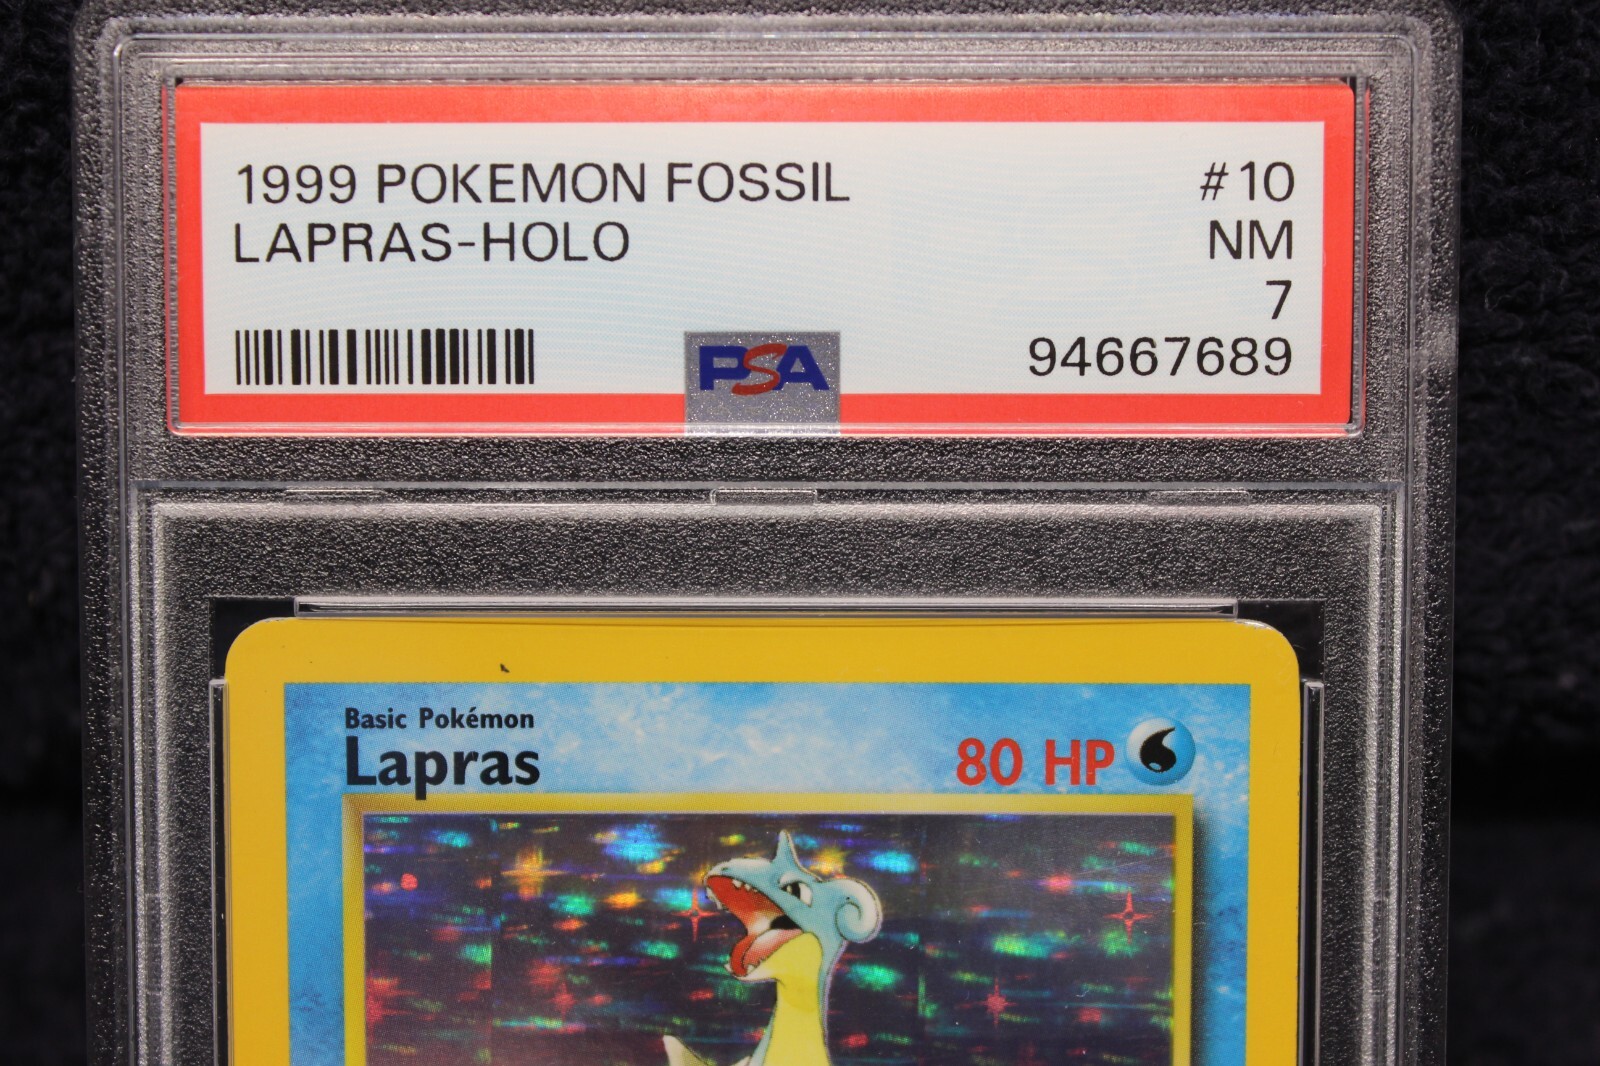 1999 POKEMON FOSSIL #10
LAPRAS-HOLO NM
7
PSA 94667689
Basic Pokémon
Lapras 80 HP